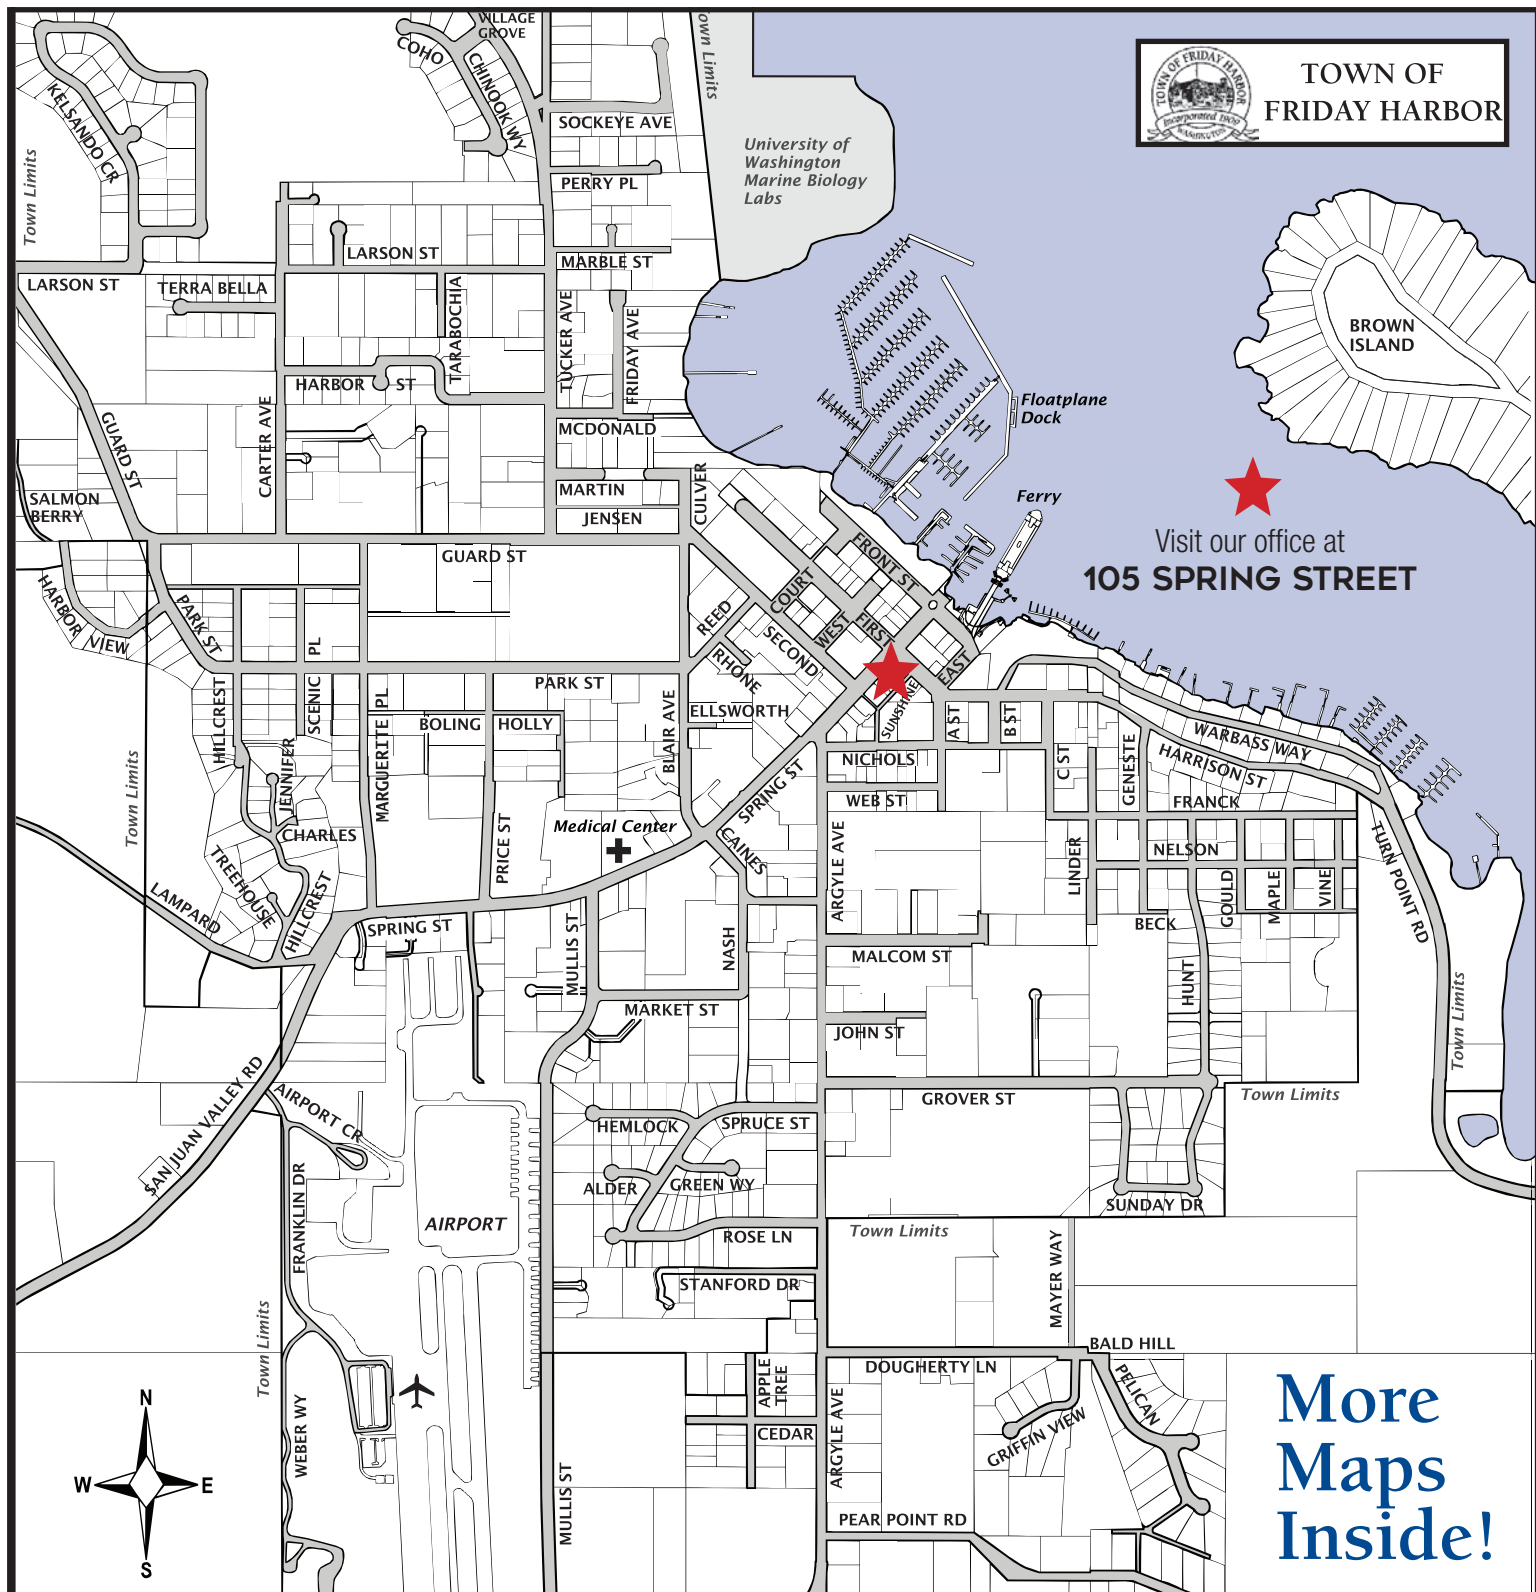 VILLAGE
GROVE
COHO
CHINOOK WY
KELSANDO CR
Town Limits
Town Limits
SOCKEYE AVE
PERRY PL
University of
Washington
Marine Biology
Labs
TOWN OF FRIDAY HARBOR
Incorporated 1909
WASHINGTON
TOWN OF
FRIDAY HARBOR
LARSON ST
MARBLE ST
LARSON ST
TERRA BELLA
TARABOCHIA
TUCKER AVE
FRIDAY AVE
HARBOR ST
BROWN
ISLAND
GUARD ST
CARTER AVE
MCDONALD
Floatplane
Dock
SALMON
BERRY
MARTIN
JENSEN
CULVER
Ferry
GUARD ST
FRONT ST
Visit our office at
105 SPRING STREET
HARBOR
VIEW
PARK ST
PL
SCENIC
REED
COURT
WEST
FIRST
SECOND
RHONE
EAST
SUNSHINE
PARK ST
HILLCREST
MARGUERITE PL
BOLING
HOLLY
BLAIR AVE
ELLSWORTH
A ST
B ST
C ST
NICHOLS
WEB ST
GENESTE
WARBASS WAY
HARRISON ST
FRANCK
Town Limits
JENNIFER
CHARLES
TREEHOUSE
HILLCREST
LAMPARD
SPRING ST
Medical Center
PRICE ST
SPRING ST
CAINES
ARGYLE AVE
LINDER
NELSON
GOULD
MAPLE
VINE
TURN POINT RD
BECK
HUNT
MULLIS ST
NASH
MALCOM ST
MARKET ST
JOHN ST
Town Limits
SAN JUAN VALLEY RD
AIRPORT CR
GROVER ST
Town Limits
HEMLOCK
SPRUCE ST
ALDER
GREEN WY
SUNDAY DR
FRANKLIN DR
AIRPORT
ROSE LN
Town Limits
MAYER WAY
STANFORD DR
Town Limits
BALD HILL
DOUGHERTY LN
APPLE
TREE
CEDAR
ARGYLE AVE
GRIFFIN VIEW
PELICAN
WEBER WY
MULLIS ST
PEAR POINT RD
N
W
E
S
More
Maps
Inside!